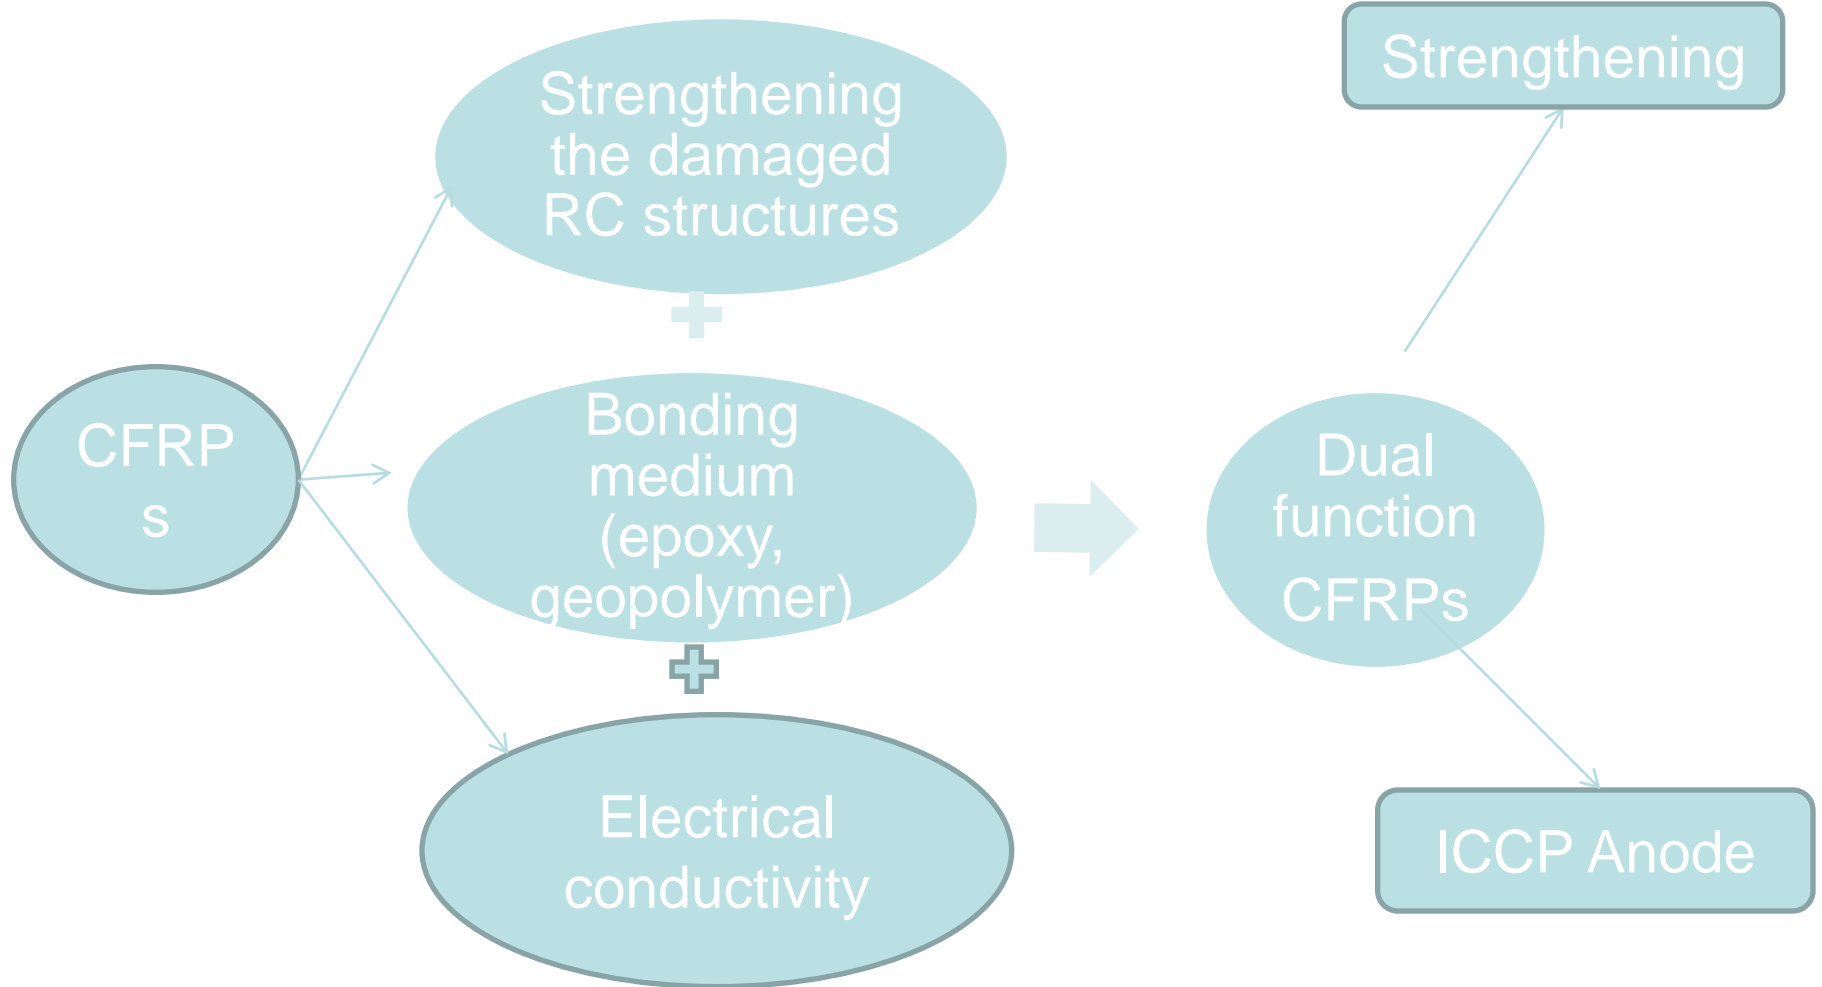 CFRP
s
Strengthening
the damaged
RC structures
Bonding
medium
(epoxy,
geopolymer)
Electrical
conductivity
Dual
function
CFRPs
Strengthening
ICCP Anode